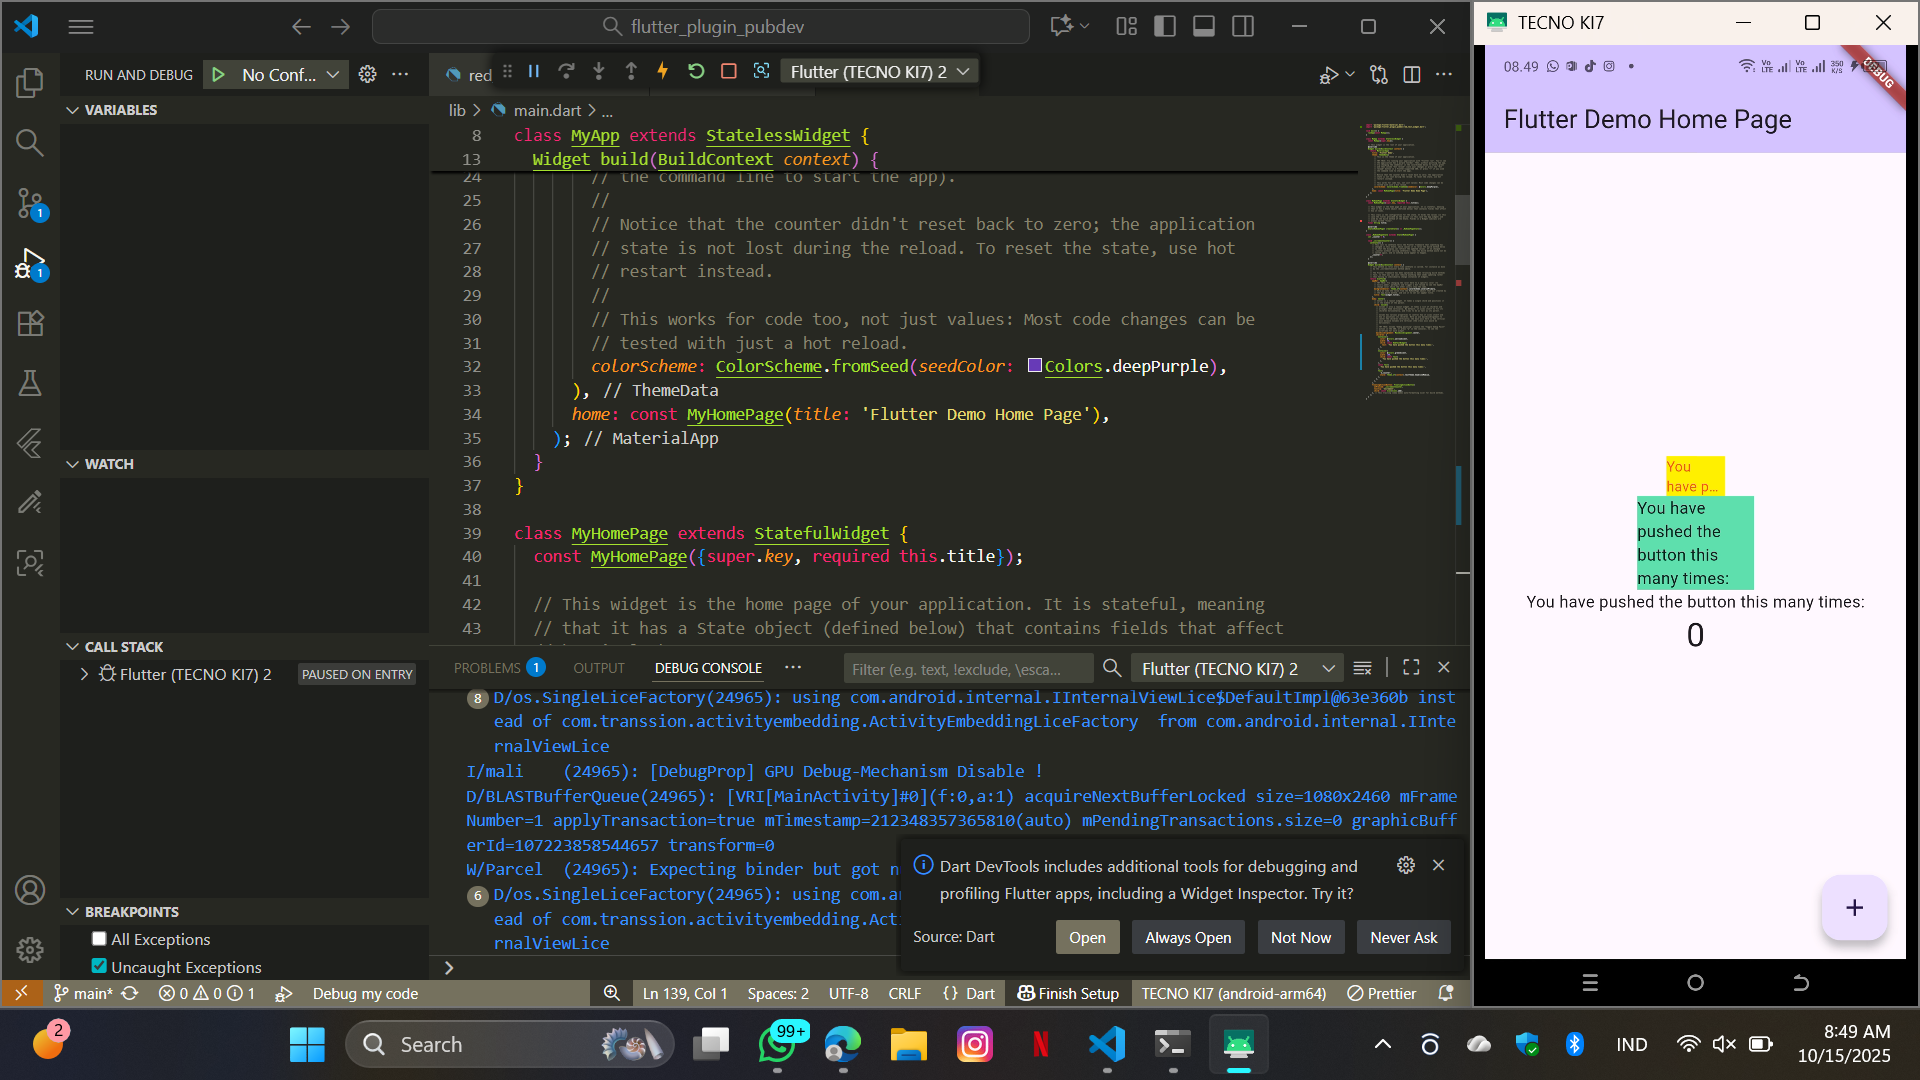 flutter_plugin_pubdev
RUN AND DEBUG
No Conf...
red
Flutter (TECNO KI7) 2
VARIABLES
WATCH
CALL STACK
Flutter (TECNO KI7) 2
PAUSED ON ENTRY
BREAKPOINTS
All Exceptions
Uncaught Exceptions
1
1
lib > main.dart > ...
8 class MyApp extends StatelessWidget {
13 Widget build(BuildContext context) {
24 // the command line to start the app).
25 //
26 // Notice that the counter didn't reset back to zero; the application
27 // state is not lost during the reload. To reset the state, use hot
28 // restart instead.
29 //
30 // This works for code too, not just values: Most code changes can be
31 // tested with just a hot reload.
32 colorScheme: ColorScheme.fromSeed(seedColor: Colors.deepPurple),
33 ), // ThemeData
34 home: const MyHomePage(title: 'Flutter Demo Home Page'),
35 ); // MaterialApp
36 }
37 }
38
39 class MyHomePage extends StatefulWidget {
40 const MyHomePage({super.key, required this.title});
41
42 // This widget is the home page of your application. It is stateful, meaning
43 // that it has a State object (defined below) that contains fields that affect
PROBLEMS 1 OUTPUT DEBUG CONSOLE ...
Filter (e.g. text, !exclude, \esca...
Flutter (TECNO KI7) 2
8 D/os.SingleLiceFactory(24965): using com.android.internal.IInternalViewLice$DefaultImpl@63e360b inst
ead of com.transsion.activityembedding.ActivityEmbeddingLiceFactory from com.android.internal.IInte
rnalViewLice
I/mali (24965): [DebugProp] GPU Debug-Mechanism Disable !
D/BLASTBufferQueue(24965): [VRI[MainActivity]#0](f:0,a:1) acquireNextBufferLocked size=1080x2460 mFrame
Number=1 applyTransaction=true mTimestamp=212348357365810(auto) mPendingTransactions.size=0 graphicBuff
erId=107223858544657 transform=0
W/Parcel (24965): Expecting binder but got n
6 D/os.SingleLiceFactory(24965): using com.a
ead of com.transsion.activityembedding.Act
rnalViewLice
Dart DevTools includes additional tools for debugging and
profiling Flutter apps, including a Widget Inspector. Try it?
Source: Dart
Open
Always Open
Not Now
Never Ask
main* 0 0 1 Debug my code
Ln 139, Col 1 Spaces: 2 UTF-8 CRLF {} Dart Finish Setup TECNO KI7 (android-arm64) Prettier
TECNO KI7
08.49
Vo LTE
Vo LTE
350 K/S
DEBUG
Flutter Demo Home Page
You
have p...
You have
pushed the
button this
many times:
You have pushed the button this many times:
0
+
2
Search
99+
N
IND
8:49 AM
10/15/2025